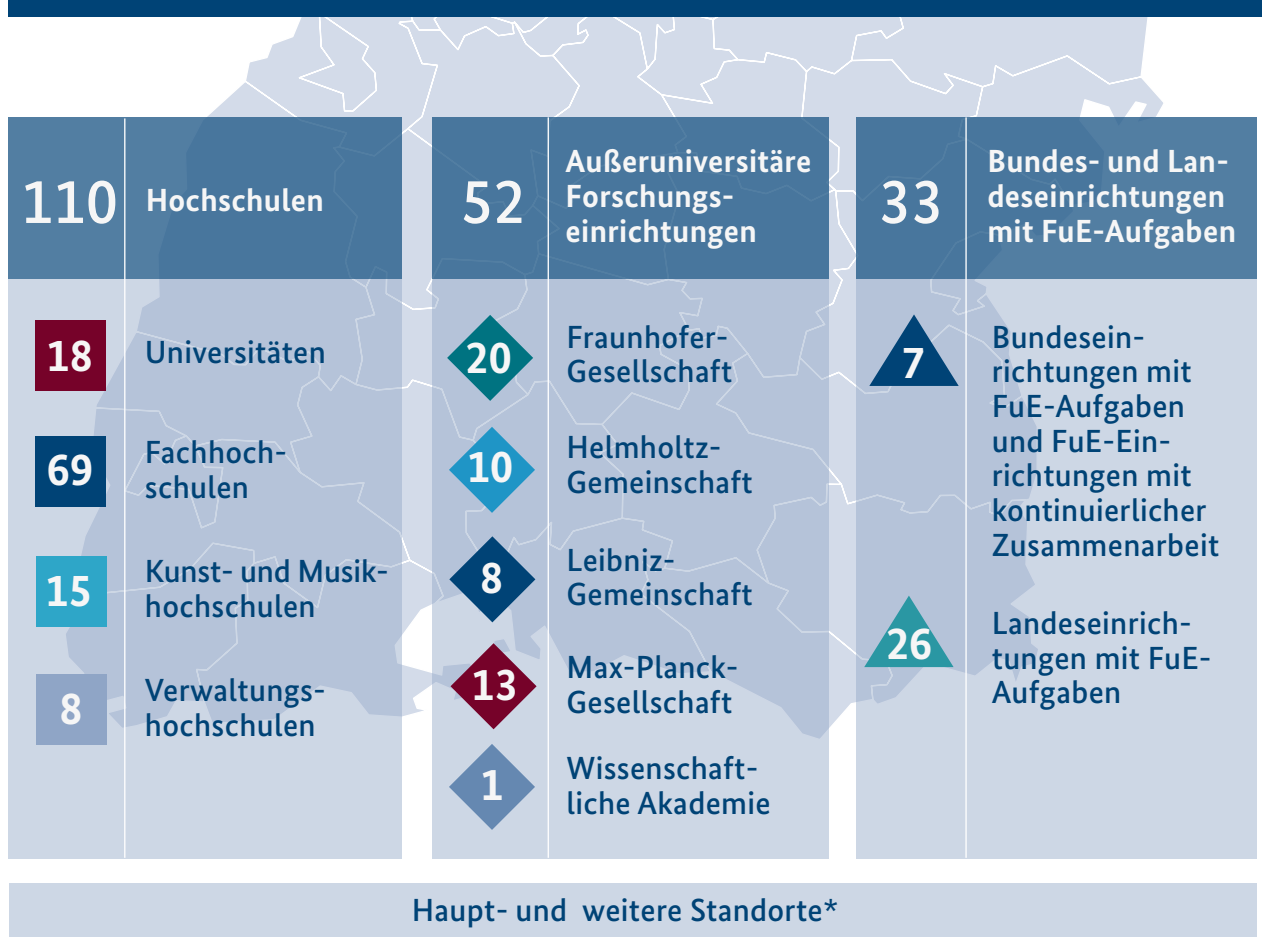 110
Hochschulen
18
Universitäten
69
Fachhoch-
schulen
15
Kunst- und Musik-
hochschulen
8
Verwaltungs-
hochschulen
52
Außeruniversitäre
Forschungs-
einrichtungen
20
Fraunhofer-
Gesellschaft
10
Helmholtz-
Gemeinschaft
8
Leibniz-
Gemeinschaft
13
Max-Planck-
Gesellschaft
1
Wissenschaft-
liche Akademie
33
Bundes- und Lan-
deseinrichtungen
mit FuE-Aufgaben
7
Bundesein-
richtungen mit
FuE-Aufgaben
und FuE-Ein-
richtungen mit
kontinuierlicher
Zusammenarbeit
26
Landeseinrich-
tungen mit FuE-
Aufgaben
Haupt- und weitere Standorte*